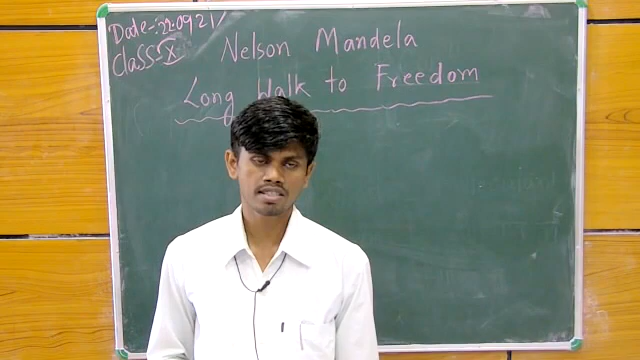 Date-:22.09.21/
Class-X
Nelson Mandela
Long Walk to Freedom